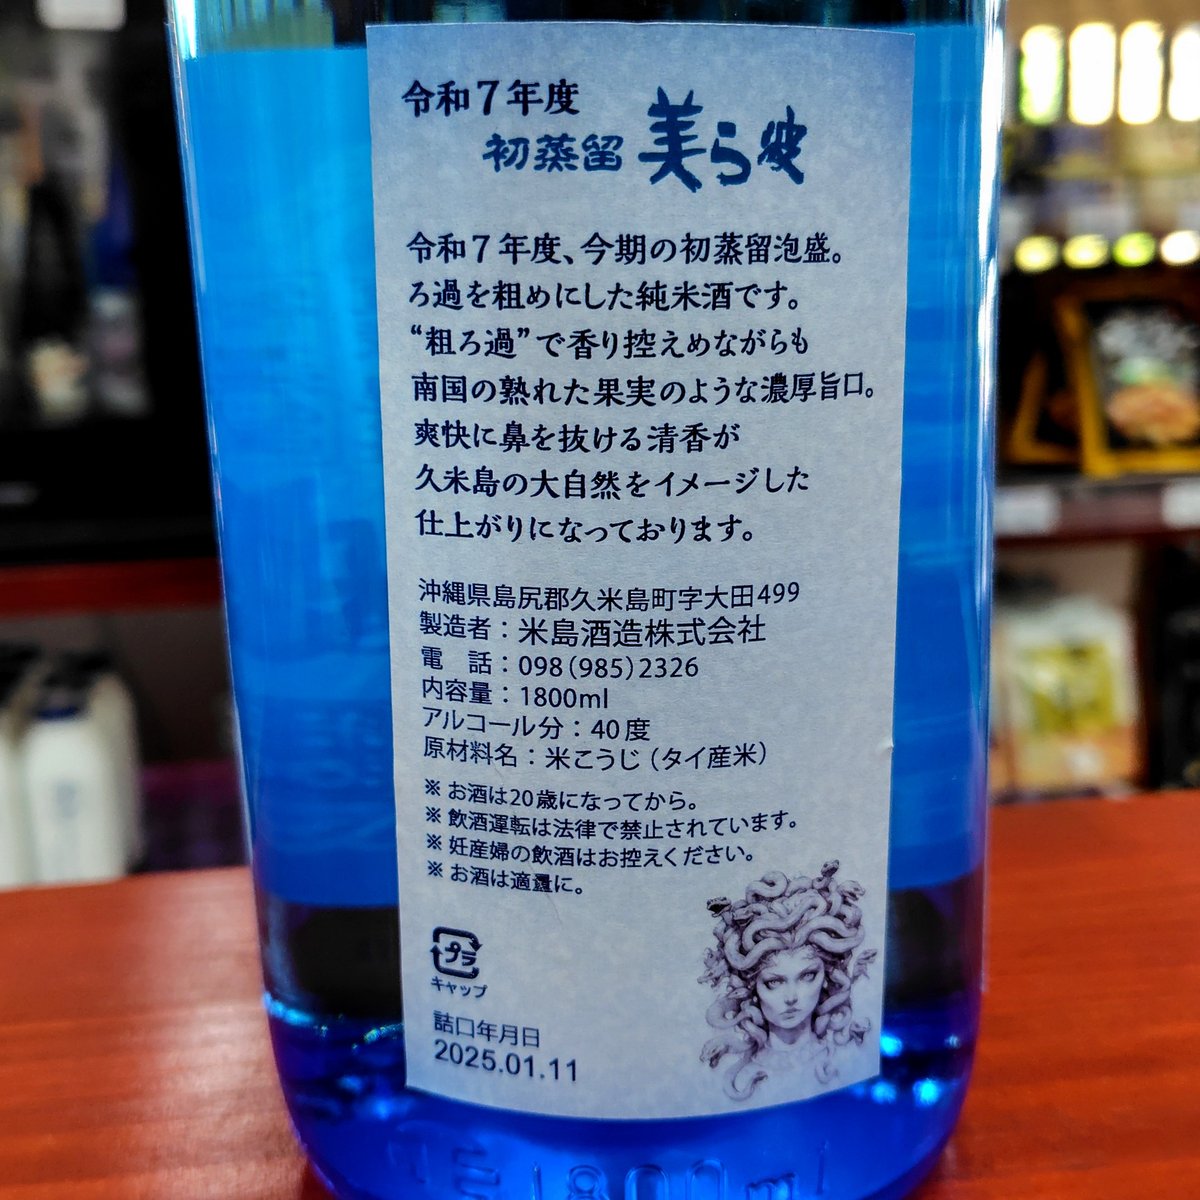 令和7年度
初蒸留 美ら波
令和7年度、今期の初蒸留泡盛。
ろ過を粗めにした純米酒です。
“粗ろ過”で香り控えめながらも
南国の熟れた果実のような濃厚旨口。
爽快に鼻を抜ける清香が
久米島の大自然をイメージした
仕上がりになっております。
沖縄県島尻郡久米島町字大田499
製造者：米島酒造株式会社
電　話：098(985)2326
内容量：1800ml
アルコール分：40度
原材料名：米こうじ（タイ産米）
※ お酒は20歳になってから。
※ 飲酒運転は法律で禁止されています。
※ 妊産婦の飲酒はお控えください。
※ お酒は適量に。
プラ
キャップ
詰口年月日
2025.01.11
1800ml